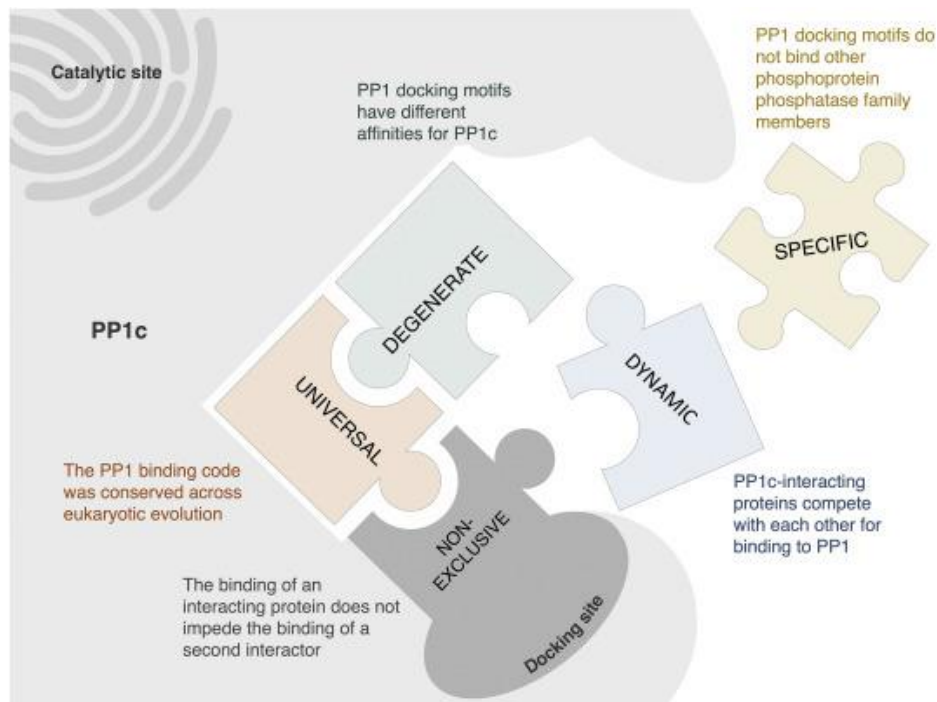 Catalytic site
PP1 docking motifs
have different
affinities for PP1c
PP1 docking motifs do
not bind other
phosphoprotein
phosphatase family
members
SPECIFIC
DEGENERATE
PP1c
UNIVERSAL
DYNAMIC
The PP1 binding code
was conserved across
eukaryotic evolution
PP1c-interacting
proteins compete
with each other for
binding to PP1
NON-
EXCLUSIVE
The binding of an
interacting protein does not
impede the binding of a
second interactor
Docking site